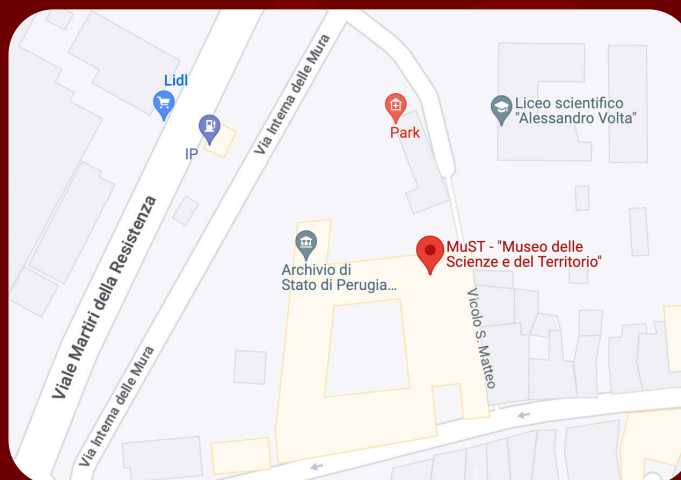 Lidl
IP
Via Interna delle Mura
Park
Liceo scientifico
"Alessandro Volta"
Viale Martiri della Resistenza
Archivio di
Stato di Perugia...
MuST - "Museo delle
Scienze e del Territorio"
Vicolo S. Matteo
Via Interna delle Mura